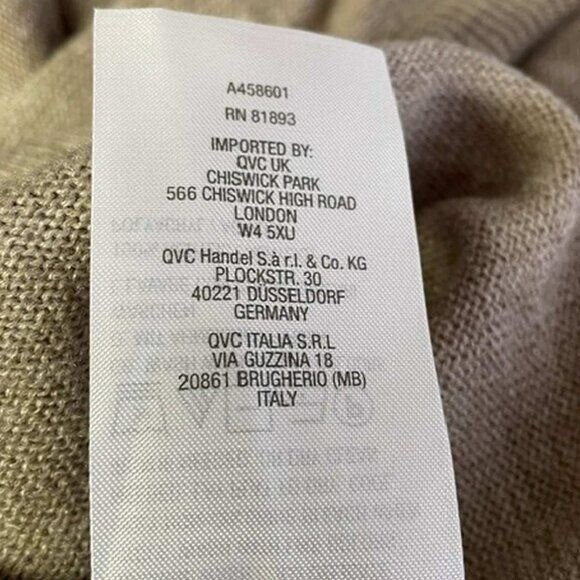 A458601
RN 81893
IMPORTED BY:
QVC UK
CHISWICK PARK
566 CHISWICK HIGH ROAD
LONDON
W4 5XU
QVC Handel S.à r.l. & Co. KG
PLOCKSTR. 30
40221 DÜSSELDORF
GERMANY
QVC ITALIA S.R.L
VIA GUZZINA 18
20861 BRUGHERIO (MB)
ITALY